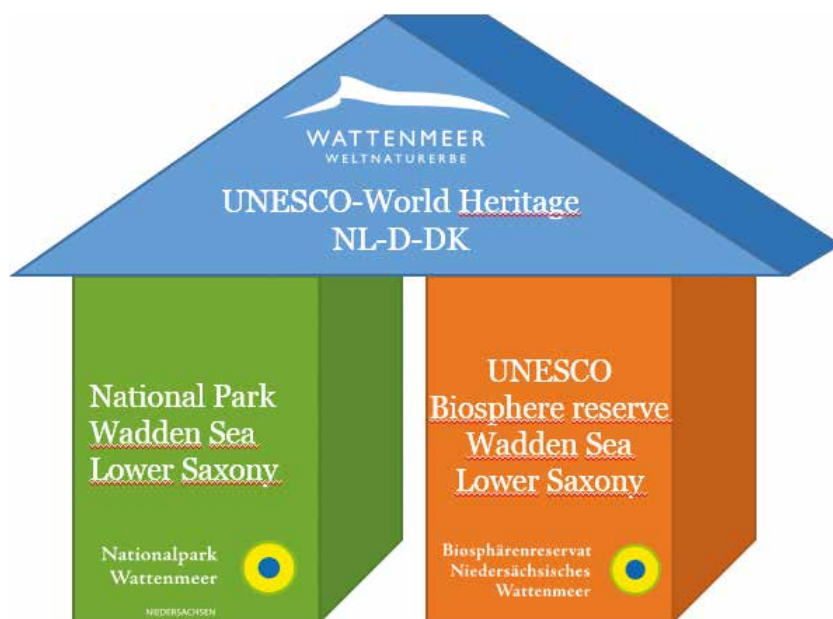 WATTENMEER
WELTNATURERBE
UNESCO-World Heritage
NL-D-DK
National Park
Wadden Sea
Lower Saxony
Nationalpark
Wattenmeer
NIEDERSACHSEN
UNESCO
Biosphere reserve
Wadden Sea
Lower Saxony
Biosphärenreservat
Niedersächsisches
Wattenmeer